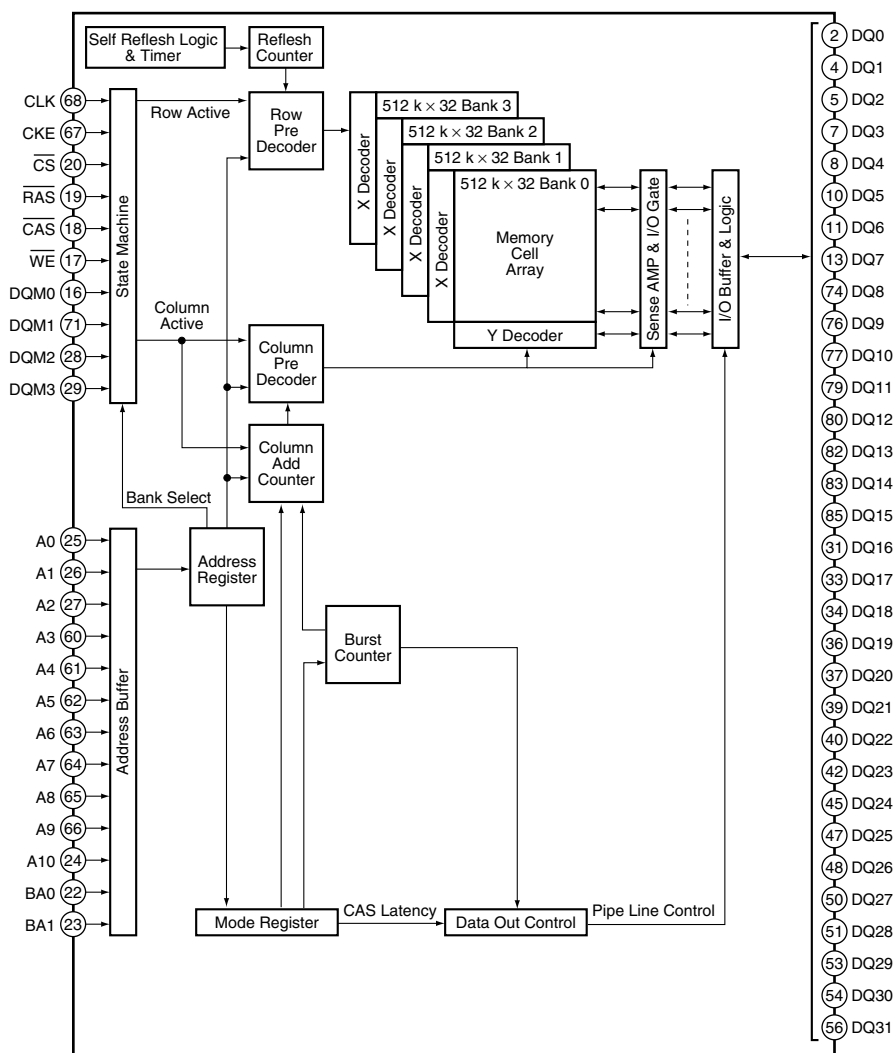 Self Reflesh Logic
& Timer
Reflesh
Counter
CLK 68
CKE 67
CS 20
RAS 19
CAS 18
WE 17
DQM0 16
DQM1 71
DQM2 28
DQM3 29
State Machine
Row Active
Row
Pre
Decoder
X Decoder
512 k × 32 Bank 3
X Decoder
512 k × 32 Bank 2
X Decoder
512 k × 32 Bank 1
X Decoder
512 k × 32 Bank 0
Memory
Cell
Array
Y Decoder
Sense AMP & I/O Gate
I/O Buffer & Logic
Column
Active
Column
Pre
Decoder
Column
Add
Counter
Bank Select
A0 25
A1 26
A2 27
A3 60
A4 61
A5 62
A6 63
A7 64
A8 65
A9 66
A10 24
BA0 22
BA1 23
Address Buffer
Address
Register
Burst
Counter
Mode Register
CAS Latency
Data Out Control
Pipe Line Control
2 DQ0
4 DQ1
5 DQ2
7 DQ3
8 DQ4
10 DQ5
11 DQ6
13 DQ7
74 DQ8
76 DQ9
77 DQ10
79 DQ11
80 DQ12
82 DQ13
83 DQ14
85 DQ15
31 DQ16
33 DQ17
34 DQ18
36 DQ19
37 DQ20
39 DQ21
40 DQ22
42 DQ23
45 DQ24
47 DQ25
48 DQ26
50 DQ27
51 DQ28
53 DQ29
54 DQ30
56 DQ31